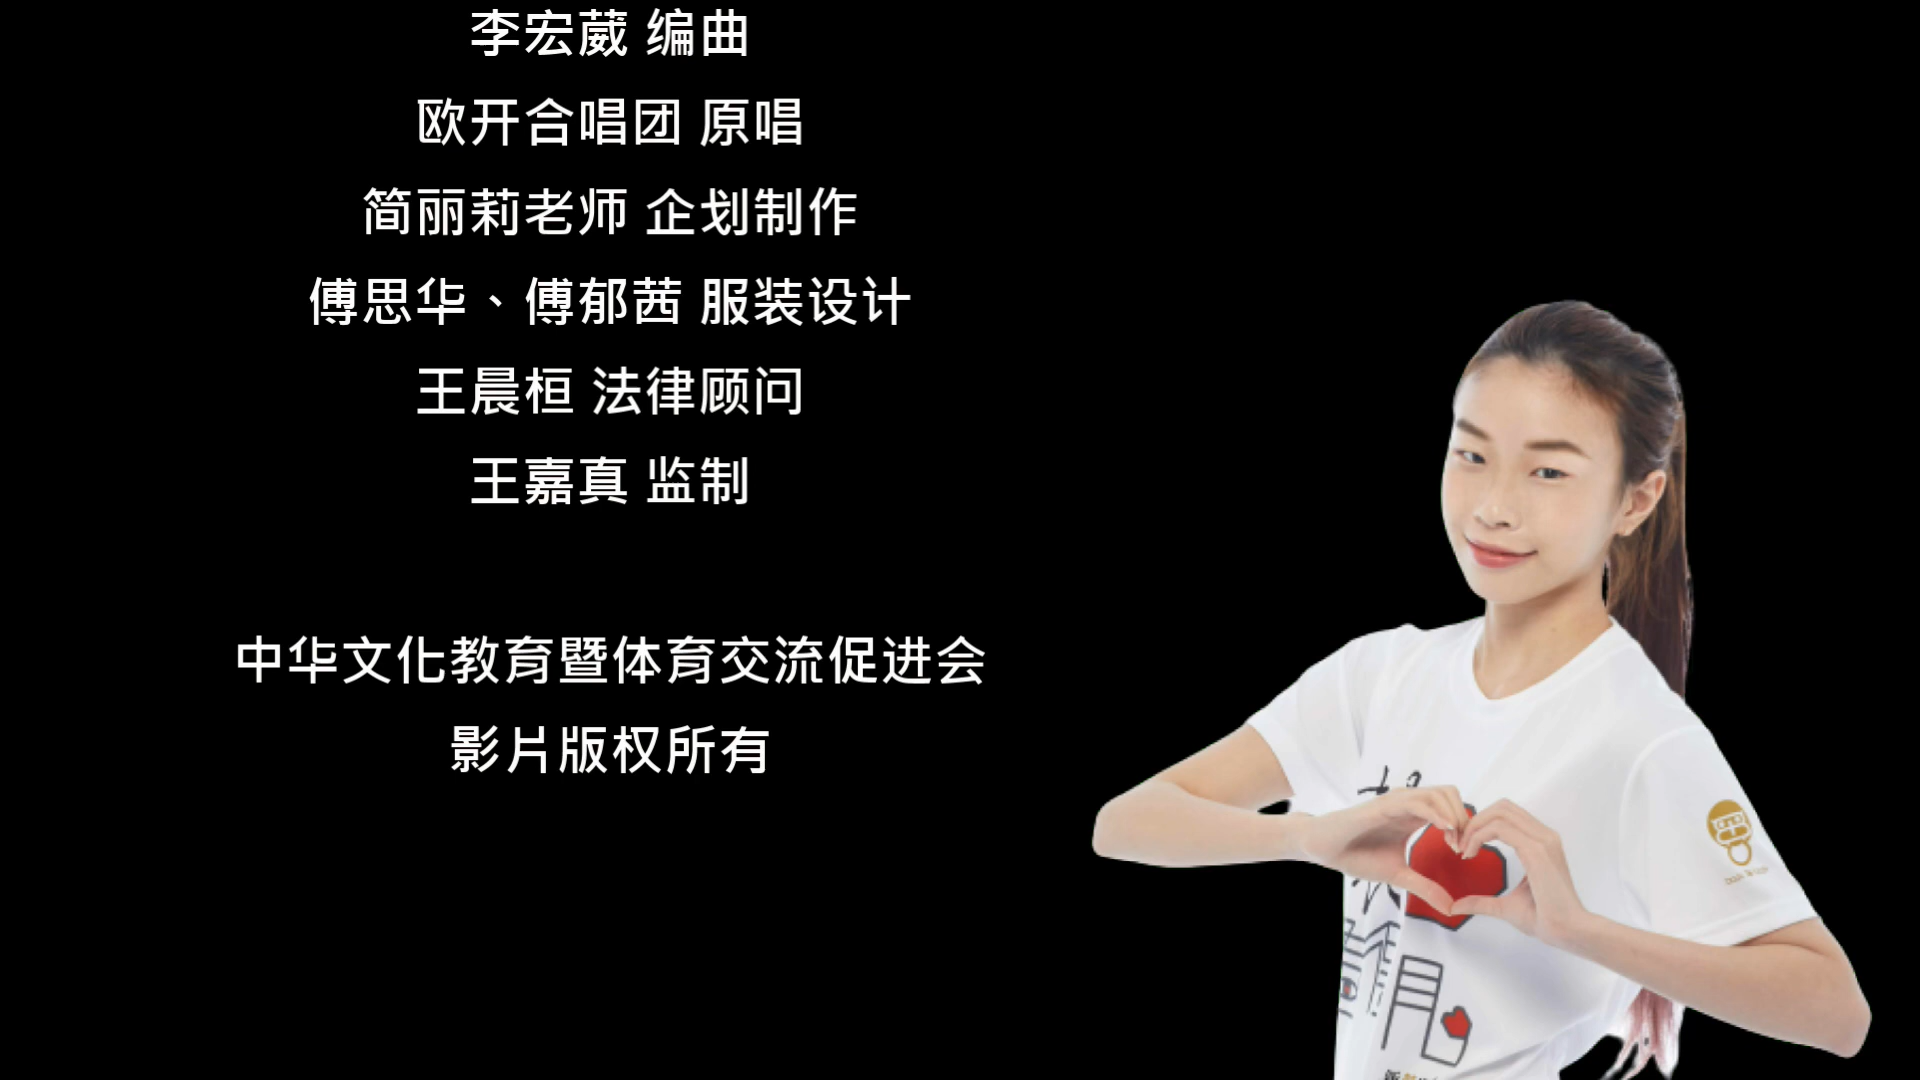 李宏葳 编曲
欧开合唱团 原唱
简丽莉老师 企划制作
傅思华、傅郁茜 服装设计
王晨桓 法律顾问
王嘉真 监制
中华文化教育暨体育交流促进会
影片版权所有